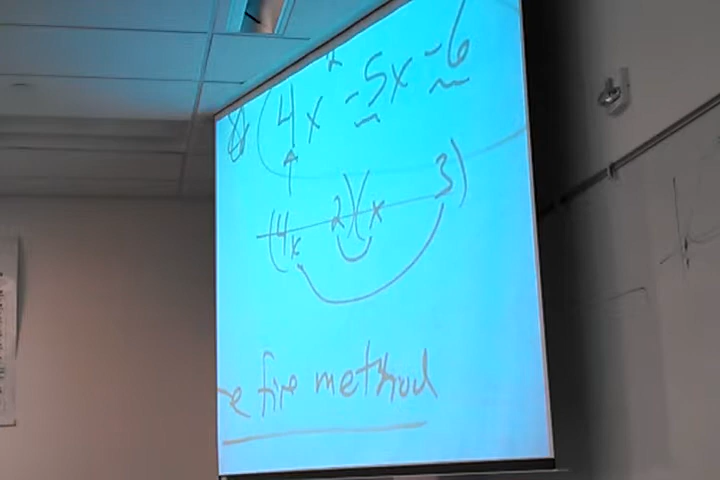 (4x² -5x -6
(4x 2)(x 3)
e fire method